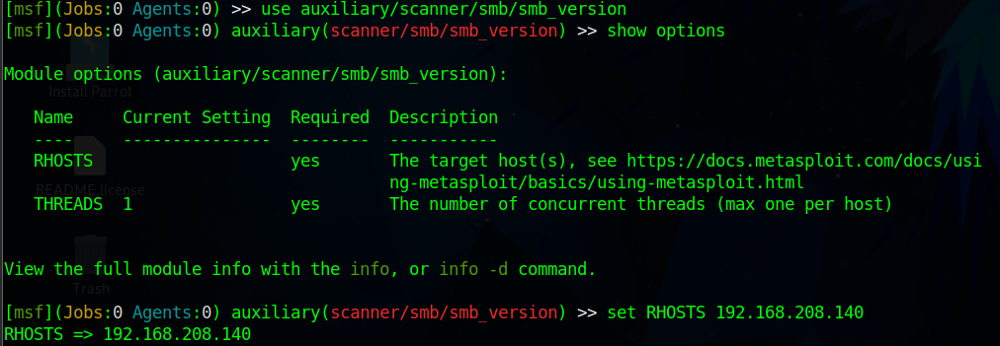 [msf](Jobs:0 Agents:0) >> use auxiliary/scanner/smb/smb_version
[msf](Jobs:0 Agents:0) auxiliary(scanner/smb/smb_version) >> show options
Module options (auxiliary/scanner/smb/smb_version):
Install Parrot
Name     Current Setting  Required  Description
----     ---------------  --------  -----------
RHOSTS                    yes       The target host(s), see https://docs.metasploit.com/docs/usi
README.license
ng-metasploit/basics/using-metasploit.html
THREADS  1                yes       The number of concurrent threads (max one per host)
View the full module info with the info, or info -d command.
Trash
[msf](Jobs:0 Agents:0) auxiliary(scanner/smb/smb_version) >> set RHOSTS 192.168.208.140
RHOSTS => 192.168.208.140